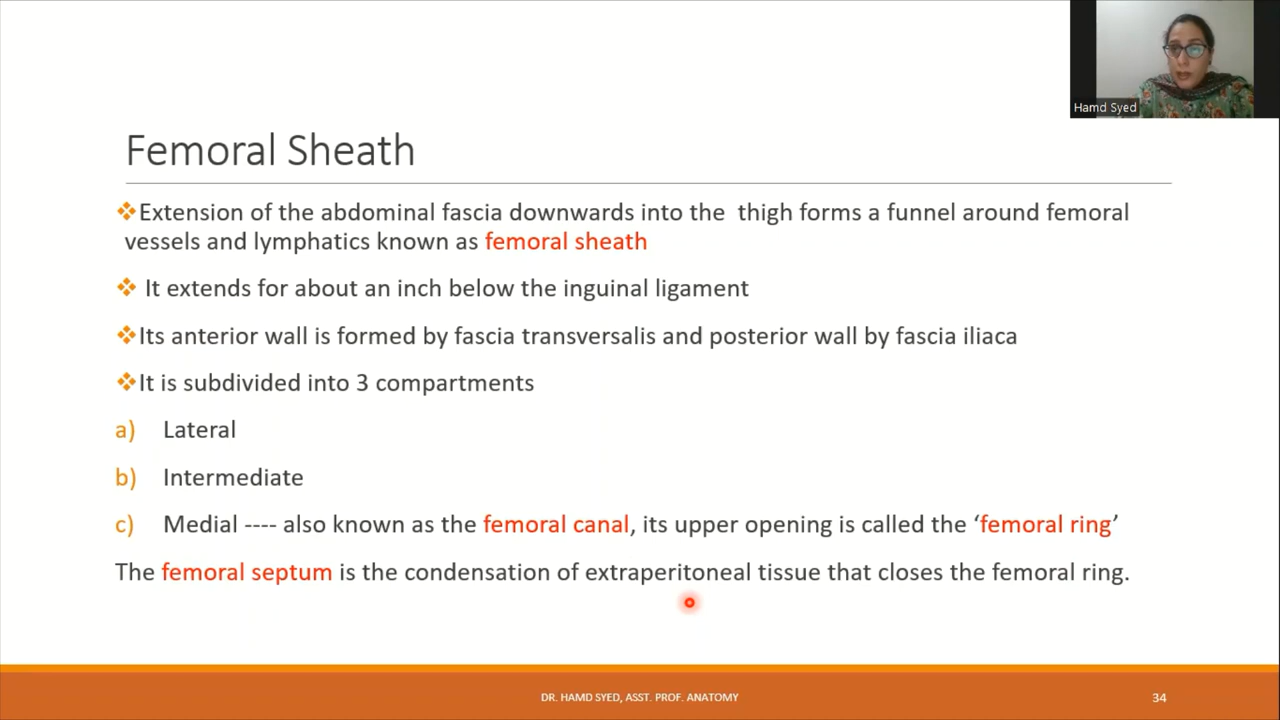 Hamd Syed
Femoral Sheath
❖Extension of the abdominal fascia downwards into the thigh forms a funnel around femoral
vessels and lymphatics known as femoral sheath
❖ It extends for about an inch below the inguinal ligament
❖Its anterior wall is formed by fascia transversalis and posterior wall by fascia iliaca
❖It is subdivided into 3 compartments
a) Lateral
b) Intermediate
c) Medial ---- also known as the femoral canal, its upper opening is called the ‘femoral ring’
The femoral septum is the condensation of extraperitoneal tissue that closes the femoral ring.
DR. HAMD SYED, ASST. PROF. ANATOMY
34